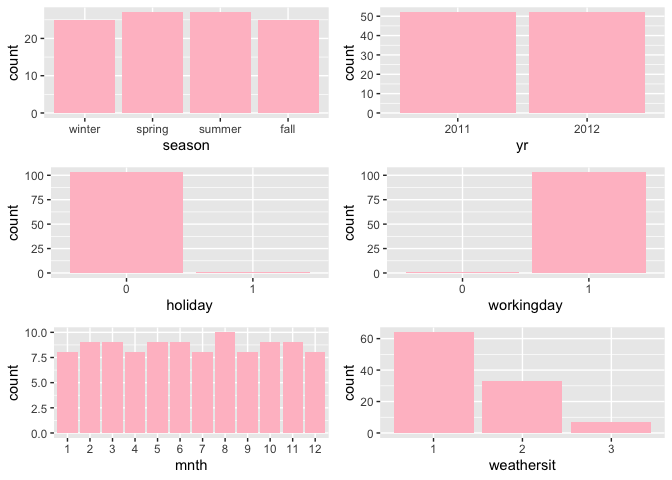 count
20
10
0
winter spring summer fall
season
count
50
40
30
20
10
0
2011 2012
yr
count
100
75
50
25
0
0 1
holiday
count
100
75
50
25
0
0 1
workingday
count
10.0
7.5
5.0
2.5
0.0
1 2 3 4 5 6 7 8 9 10 11 12
mnth
count
60
40
20
0
1 2 3
weathersit